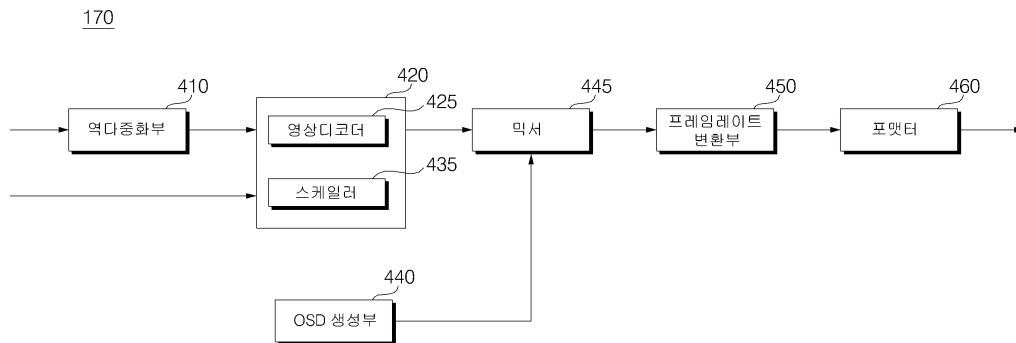 170
410
역다중화부
420
425
영상디코더
435
스케일러
445
믹서
450
프레임레이트
변환부
460
포맷터
440
OSD 생성부